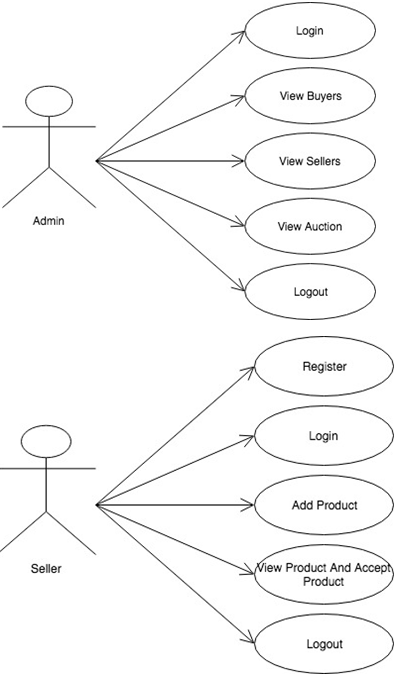 Login
View Buyers
View Sellers
View Auction
Logout
Admin
Register
Login
Add Product
View Product And Accept
Product
Logout
Seller